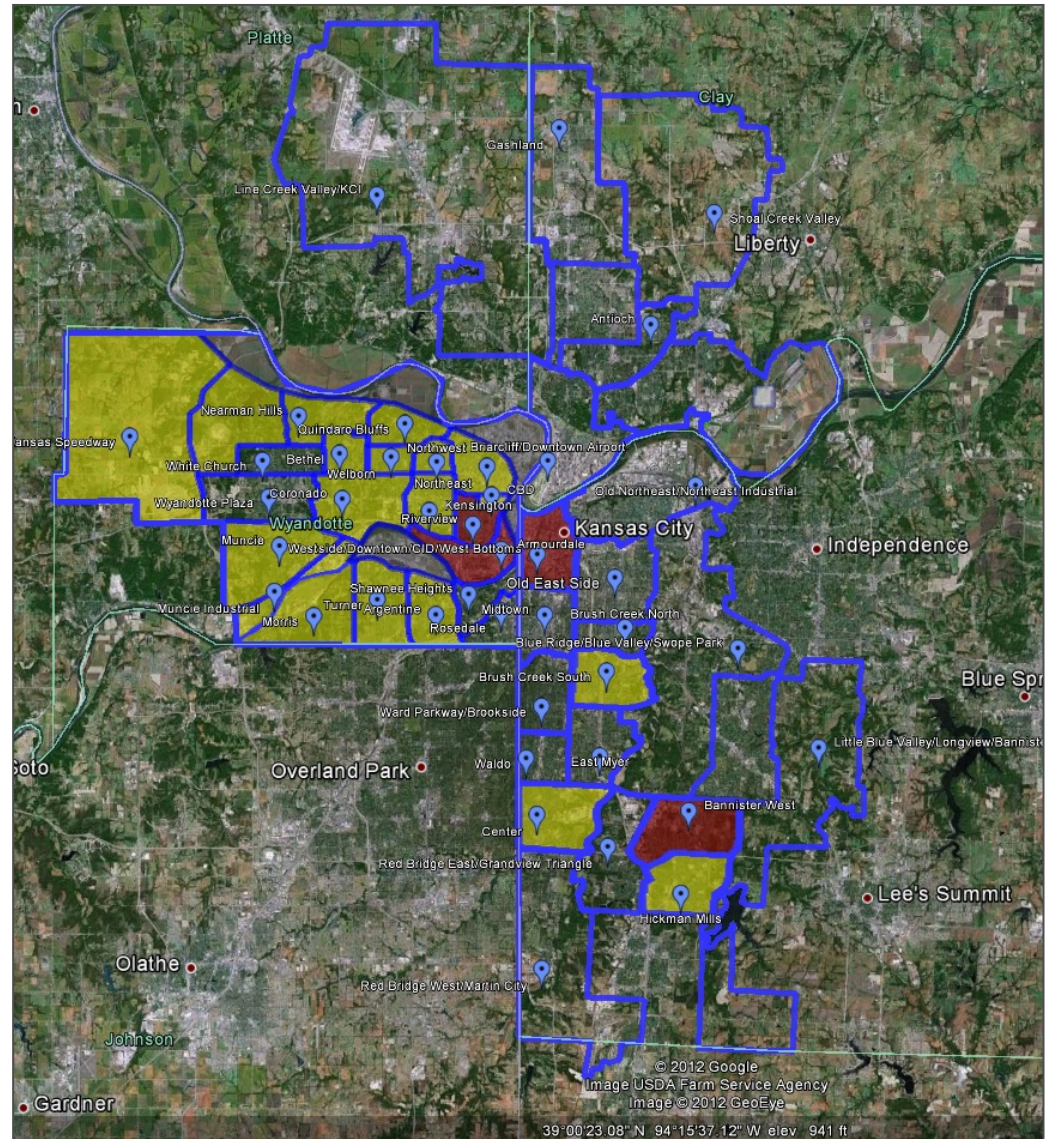 Platte
Clay
Gashland
Line Creek Valley/KCI
Shoal Creek Valley
Liberty
Antioch
Nearman Hills
Quindaro Bluffs
ansas Speedway
Northwest
Briarcliff/Downtown Airport
Bethel
White Church
Welborn
Northeast
CBD
Old Northeast/Northeast Industrial
Wyandotte Plaza
Coronado
Kensington
Riverview
Wyandotte
Kansas City
Muncie
Westside/Downtown/CID/West Bottoms
Armourdale
Independence
Old East Side
Shawnee Heights
Muncie Industrial
Turner
Argentine
Midtown
Brush Creek North
Morris
Rosedale
Blue Ridge/Blue Valley/Swope Park
Brush Creek South
Blue Spr
Ward Parkway/Brookside
Little Blue Valley/Longview/Bannist
Waldo
East Myer
Overland Park
soto
Bannister West
Center
Red Bridge East/Grandview Triangle
Lee's Summit
Hickman Mills
Olathe
Red Bridge West/Martin City
Johnson
© 2012 Google
Image USDA Farm Service Agency
Image © 2012 GeoEye
Gardner
39°00'23.08" N 94°15'37.12" W elev 941 ft